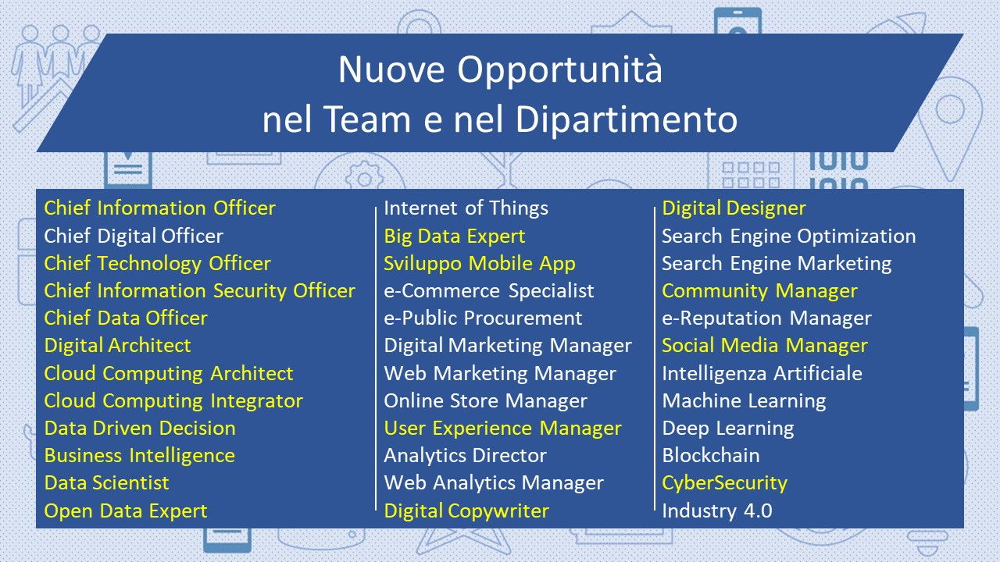 Nuove Opportunità
nel Team e nel Dipartimento
Chief Information Officer
Chief Digital Officer
Chief Technology Officer
Chief Information Security Officer
Chief Data Officer
Digital Architect
Cloud Computing Architect
Cloud Computing Integrator
Data Driven Decision
Business Intelligence
Data Scientist
Open Data Expert
Internet of Things
Big Data Expert
Sviluppo Mobile App
e-Commerce Specialist
e-Public Procurement
Digital Marketing Manager
Web Marketing Manager
Online Store Manager
User Experience Manager
Analytics Director
Web Analytics Manager
Digital Copywriter
Digital Designer
Search Engine Optimization
Search Engine Marketing
Community Manager
e-Reputation Manager
Social Media Manager
Intelligenza Artificiale
Machine Learning
Deep Learning
Blockchain
CyberSecurity
Industry 4.0